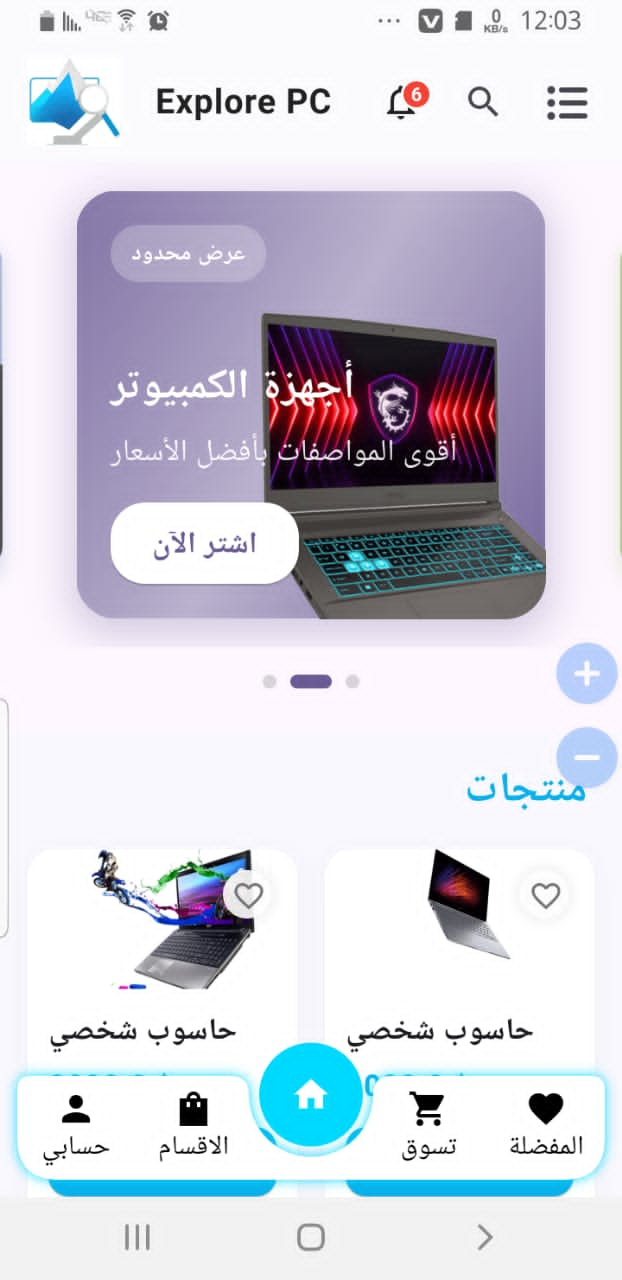 0
KB/s
12:03
Explore PC
6
عرض محدود
أجهزة الكمبيوتر
أقوى المواصفات بأفضل الأسعار
اشتر الآن
منتجات
حاسوب شخصي
حاسوب شخصي
المفضلة
تسوق
الاقسام
حسابي